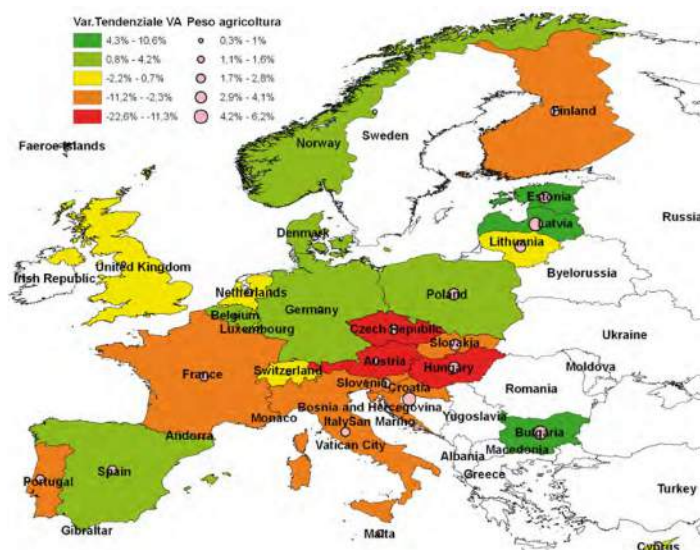 Var.Tendenziale VA Peso agricoltura
4,3% - 10,6% 0.3% - 1%
0,8% - 4,2% 1,1% - 1,6%
-2,2% - 0,7% 1,7% - 2,8%
-11,2% - -2,3% 2,9% - 4,1%
-22,6% - -11,3% 4,2% - 6,2%
Finland
Sweden
Norway
Faeroe Islands
Estonia
Russia
Latvia
Denmark
Lithuania
Irish Republic
United Kingdom
Byelorussia
Netherlands
Poland
Germany
Belgium
Luxembourg
Czech Republic
Ukraine
Slovakia
Austria
Hungary
Moldova
France
Switzerland
Slovenia
Croatia
Romania
Bosnia and Hercegovina
Monaco
Yugoslavia
Italy
San Marino
Andorra
Bulgaria
Vatican City
Macedonia
Albania
Spain
Portugal
Greece
Turkey
Gibraltar
Malta
Cyprus